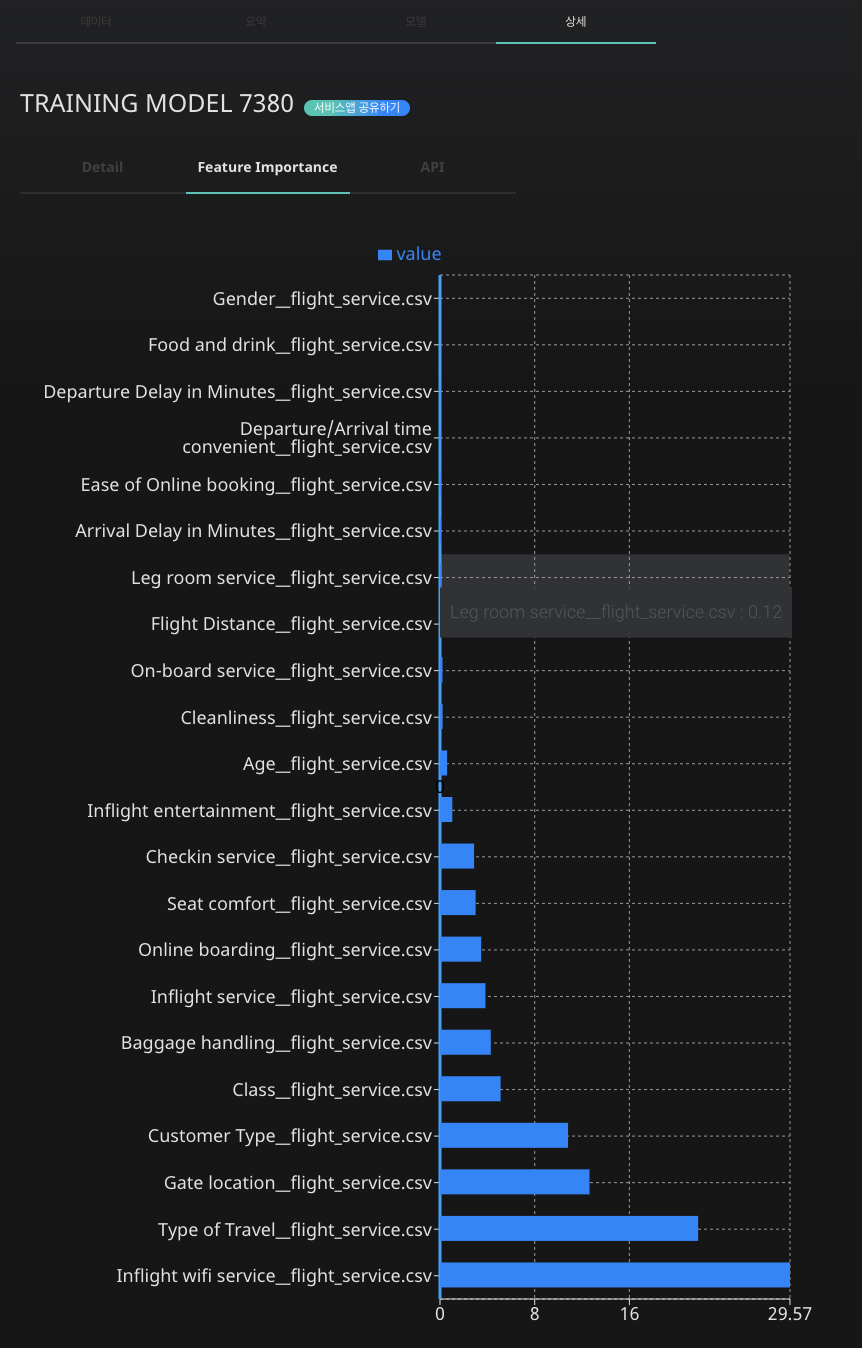 데이터 요약 모델 상세
TRAINING MODEL 7380 서비스앱 공유하기
Detail Feature Importance API
value
Gender__flight_service.csv
Food and drink__flight_service.csv
Departure Delay in Minutes__flight_service.csv
Departure/Arrival time
convenient__flight_service.csv
Ease of Online booking__flight_service.csv
Arrival Delay in Minutes__flight_service.csv
Leg room service__flight_service.csv
Leg room service__flight_service.csv : 0.12
Flight Distance__flight_service.csv
On-board service__flight_service.csv
Cleanliness__flight_service.csv
Age__flight_service.csv
0
Inflight entertainment__flight_service.csv
Checkin service__flight_service.csv
Seat comfort__flight_service.csv
Online boarding__flight_service.csv
Inflight service__flight_service.csv
Baggage handling__flight_service.csv
Class__flight_service.csv
Customer Type__flight_service.csv
Gate location__flight_service.csv
Type of Travel__flight_service.csv
Inflight wifi service__flight_service.csv
0 8 16 29.57